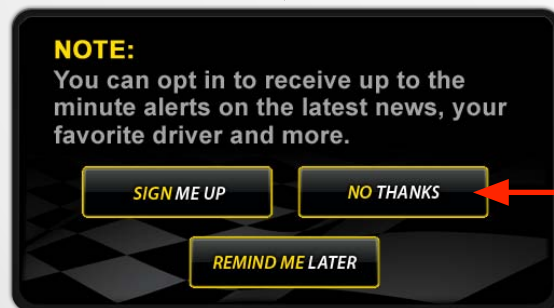 NOTE:
You can opt in to receive up to the
minute alerts on the latest news, your
favorite driver and more.
SIGN ME UP
NO THANKS
REMIND ME LATER